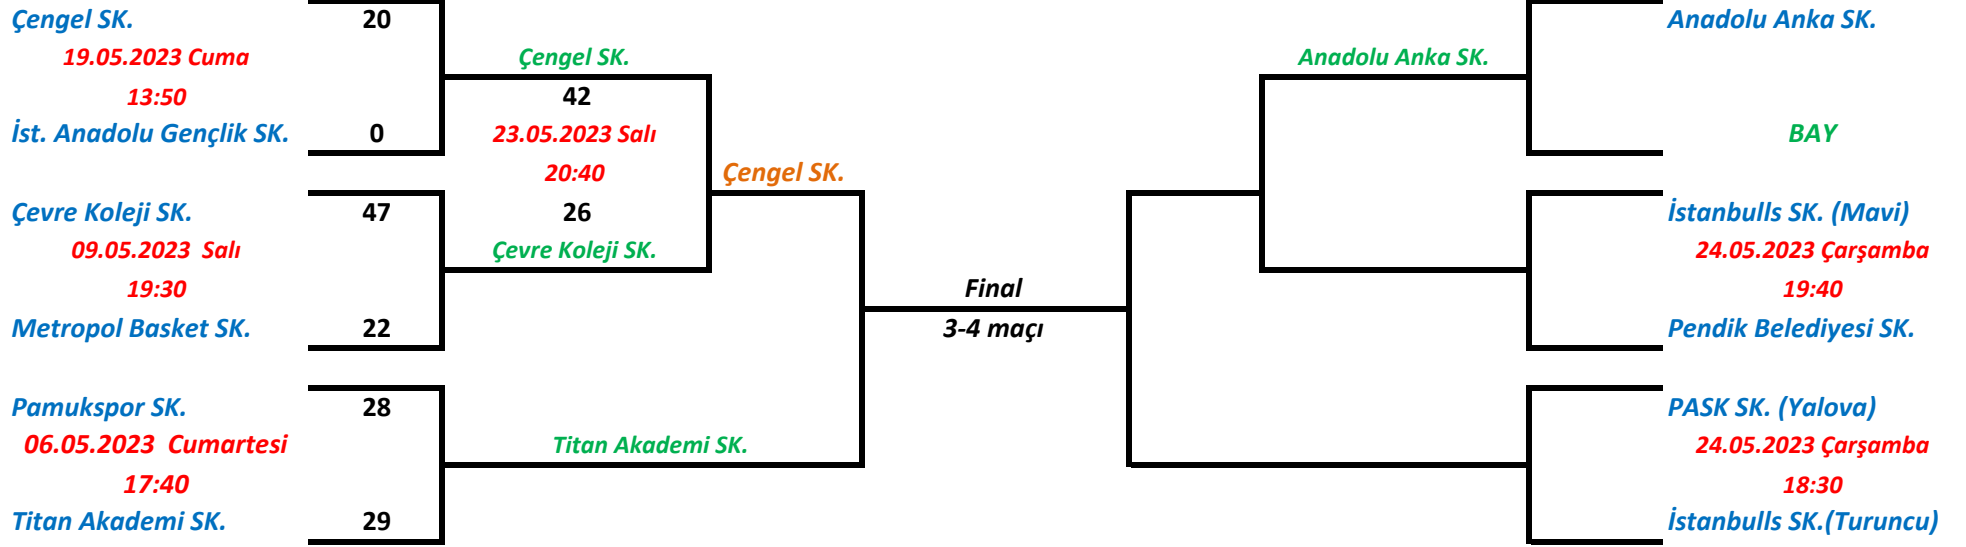 Çengel SK. 20
19.05.2023 Cuma
13:50
İst. Anadolu Gençlik SK. 0
Çengel SK.
42
23.05.2023 Salı
20:40
26
Çevre Koleji SK.
Çevre Koleji SK. 47
09.05.2023 Salı
19:30
Metropol Basket SK. 22
Çengel SK.
Pamukspor SK. 28
06.05.2023 Cumartesi
17:40
Titan Akademi SK. 29
Titan Akademi SK.
Final
3-4 maçı
Anadolu Anka SK.
Anadolu Anka SK.
BAY
İstanbulls SK. (Mavi)
24.05.2023 Çarşamba
19:40
Pendik Belediyesi SK.
PASK SK. (Yalova)
24.05.2023 Çarşamba
18:30
İstanbulls SK.(Turuncu)